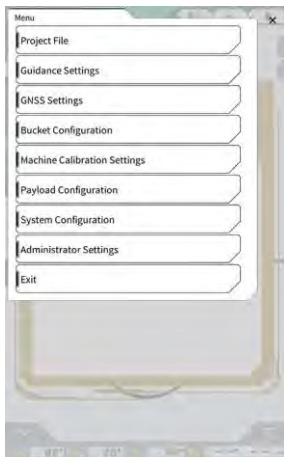 Menu
Project File
Guidance Settings
GNSS Settings
Bucket Configuration
Machine Calibration Settings
Payload Configuration
System Configuration
Administrator Settings
Exit